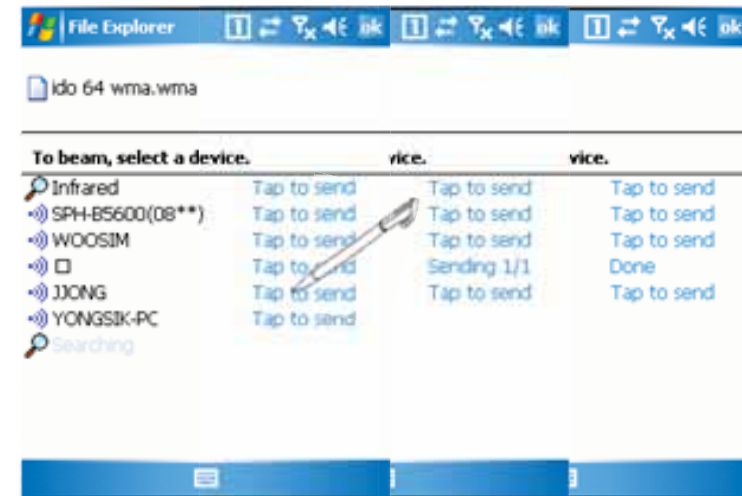 File Explorer 1 ok 1 ok 1 ok
ido 64 wma.wma
To beam, select a device. vice. vice.
Infrared Tap to send Tap to send Tap to send
SPH-B5600(08**) Tap to send Tap to send Tap to send
WOOSIM Tap to send Tap to send Tap to send
□ Tap to send Sending 1/1 Done
JJONG Tap to send Tap to send Tap to send
YONGSIK-PC Tap to send
Searching